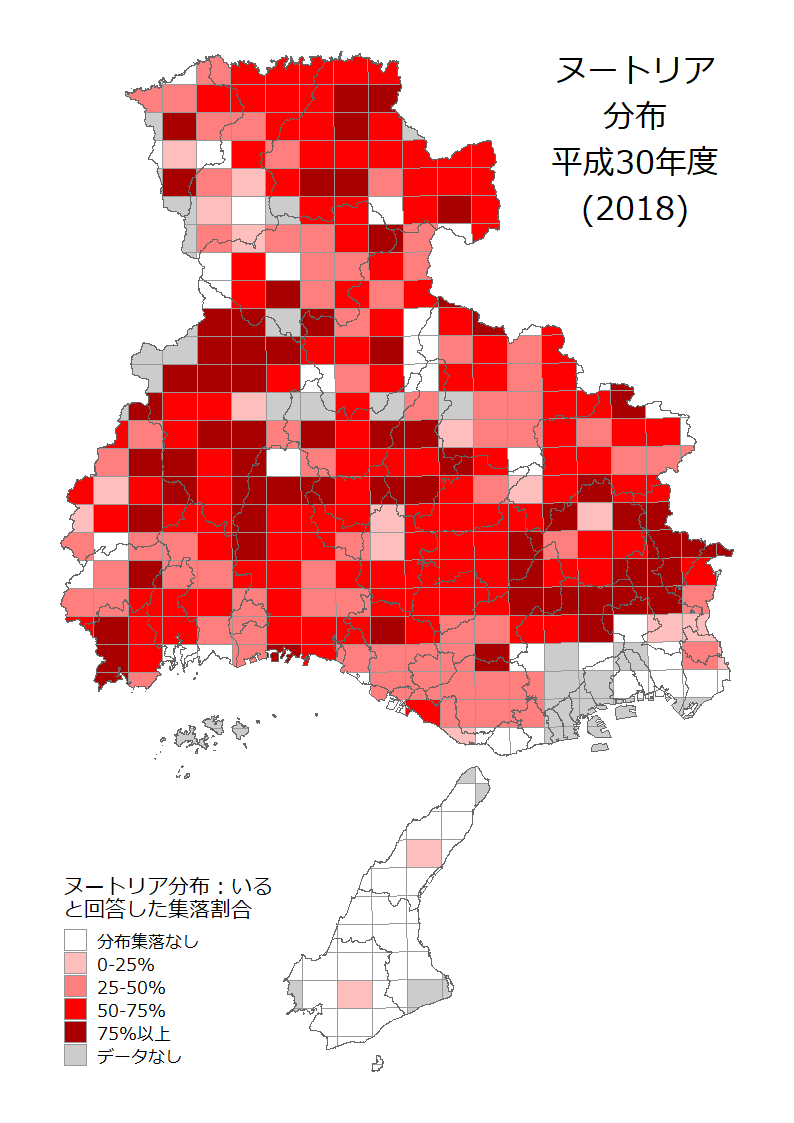 ヌートリア
分布
平成30年度
(2018)
ヌートリア分布：いる
と回答した集落割合
分布集落なし
0-25%
25-50%
50-75%
75%以上
データなし